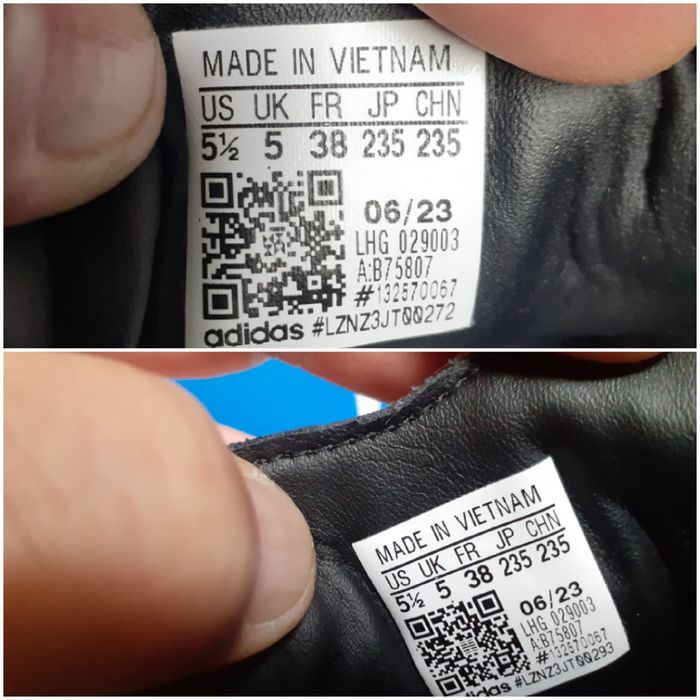 MADE IN VIETNAM
US UK FR JP CHN
5½ 5 38 235 235
06/23
LHG 029003
A:B75807
#132570067
adidas #LZNZ3JT00272
MADE IN VIETNAM
US UK FR JP CHN
5½ 5 38 235 235
06/23
LHG 029003
A:B75807
#132570067
adidas #LZNZ3JT00293